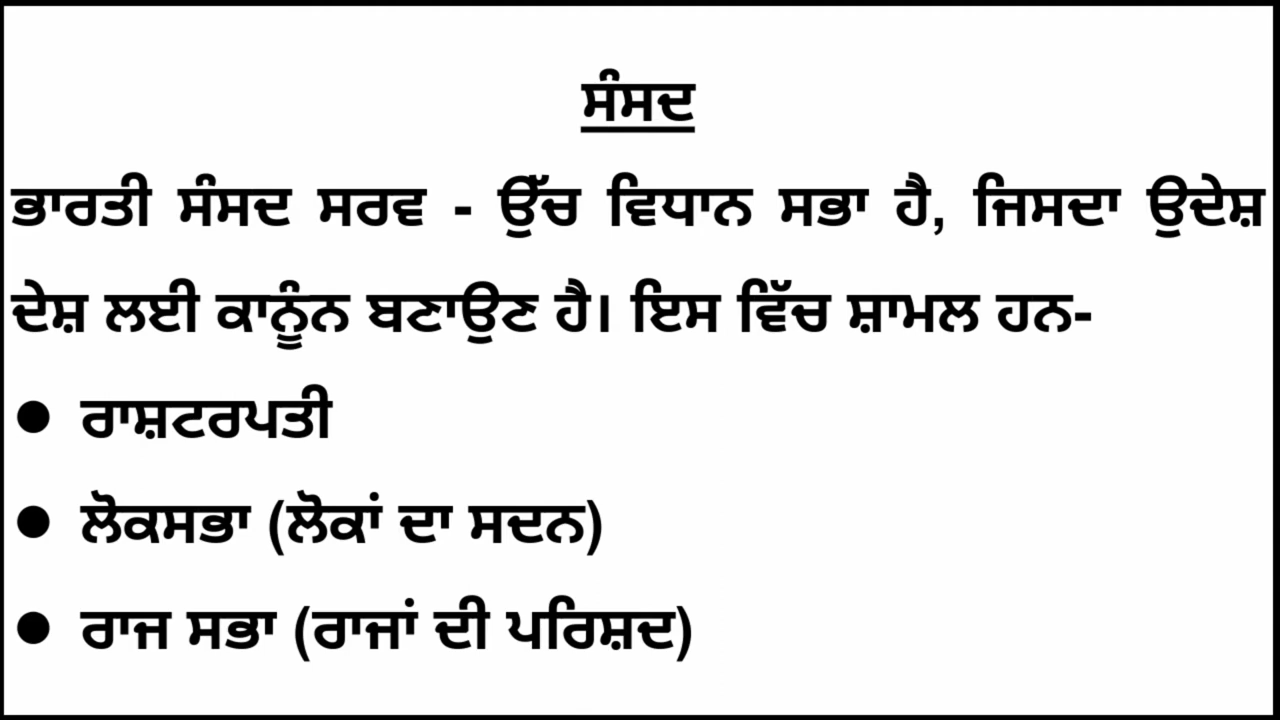 ਸੰਸਦ
ਭਾਰਤੀ ਸੰਸਦ ਸਰਵ - ਉੱਚ ਵਿਧਾਨ ਸਭਾ ਹੈ, ਜਿਸਦਾ ਉਦੇਸ਼
ਦੇਸ਼ ਲਈ ਕਾਨੂੰਨ ਬਣਾਉਣ ਹੈ। ਇਸ ਵਿੱਚ ਸ਼ਾਮਲ ਹਨ-
● ਰਾਸ਼ਟਰਪਤੀ
● ਲੋਕਸਭਾ (ਲੋਕਾਂ ਦਾ ਸਦਨ)
● ਰਾਜ ਸਭਾ (ਰਾਜਾਂ ਦੀ ਪਰਿਸ਼ਦ)